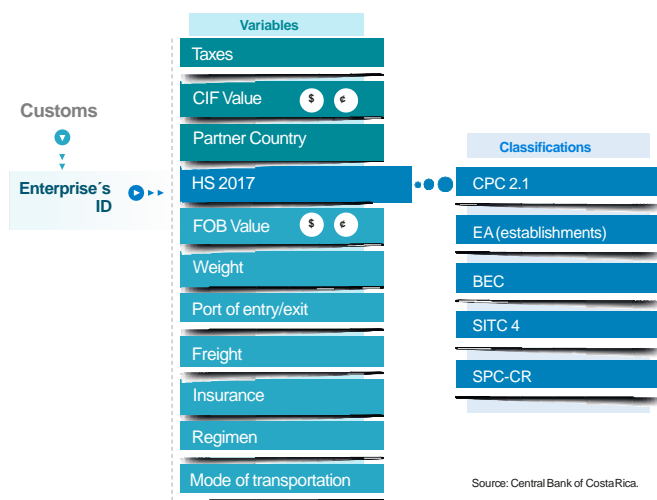 Variables
Taxes
CIF Value $ ¢
Partner Country
HS 2017
FOB Value $ ¢
Weight
Port of entry/exit
Freight
Insurance
Regimen
Mode of transportation
Customs
Enterprise´s
ID
Classifications
CPC 2.1
EA (establishments)
BEC
SITC 4
SPC-CR
Source: Central Bank of Costa Rica.